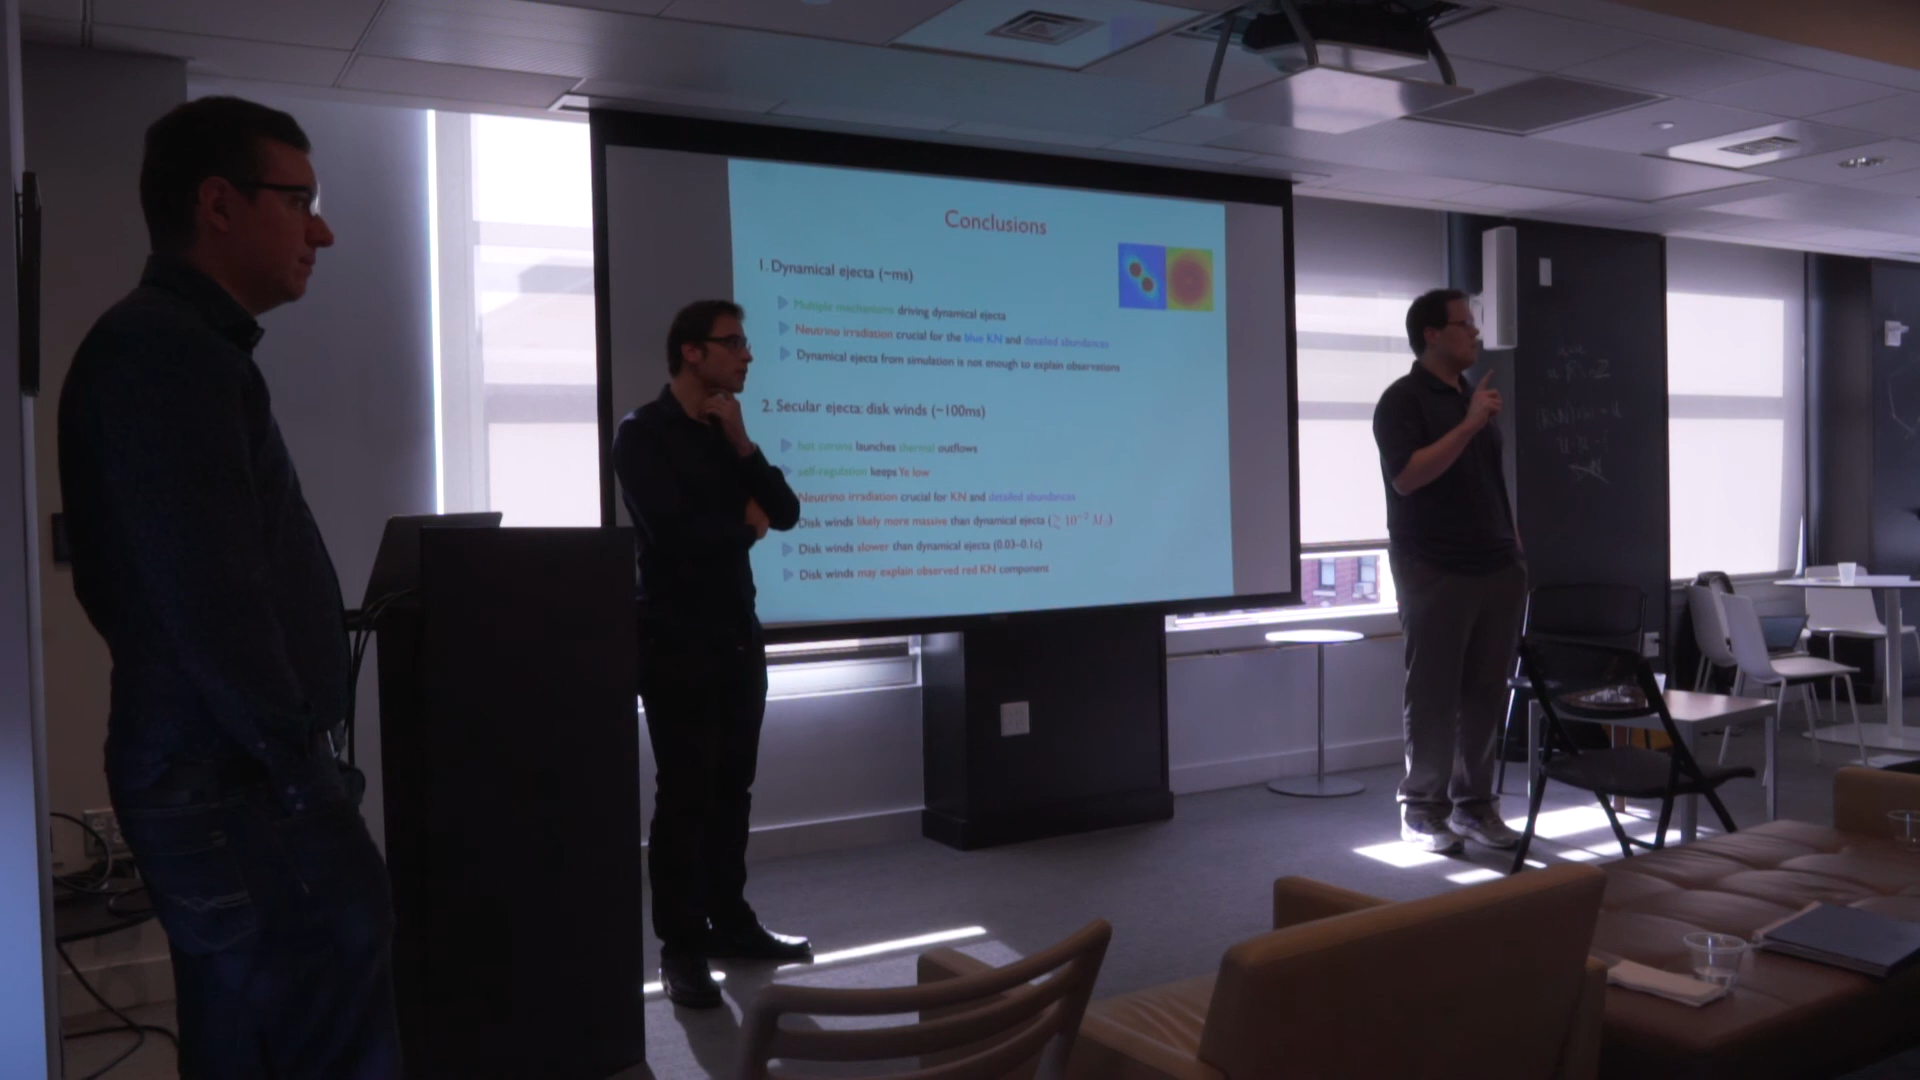 Conclusions
1. Dynamical ejecta (~ms)
Multiple mechanisms driving dynamical ejecta
Neutrino irradiation crucial for the blue KN and detailed abundances
Dynamical ejecta from simulation is not enough to explain observations
2. Secular ejecta: disk winds (~100ms)
hot corona launches thermal outflows
self-regulation keeps Ye low
Neutrino irradiation crucial for KN and detailed abundances
Disk winds likely more massive than dynamical ejecta (≳ 10⁻² M☉)
Disk winds slower than dynamical ejecta (0.03–0.1c)
Disk winds may explain observed red KN component